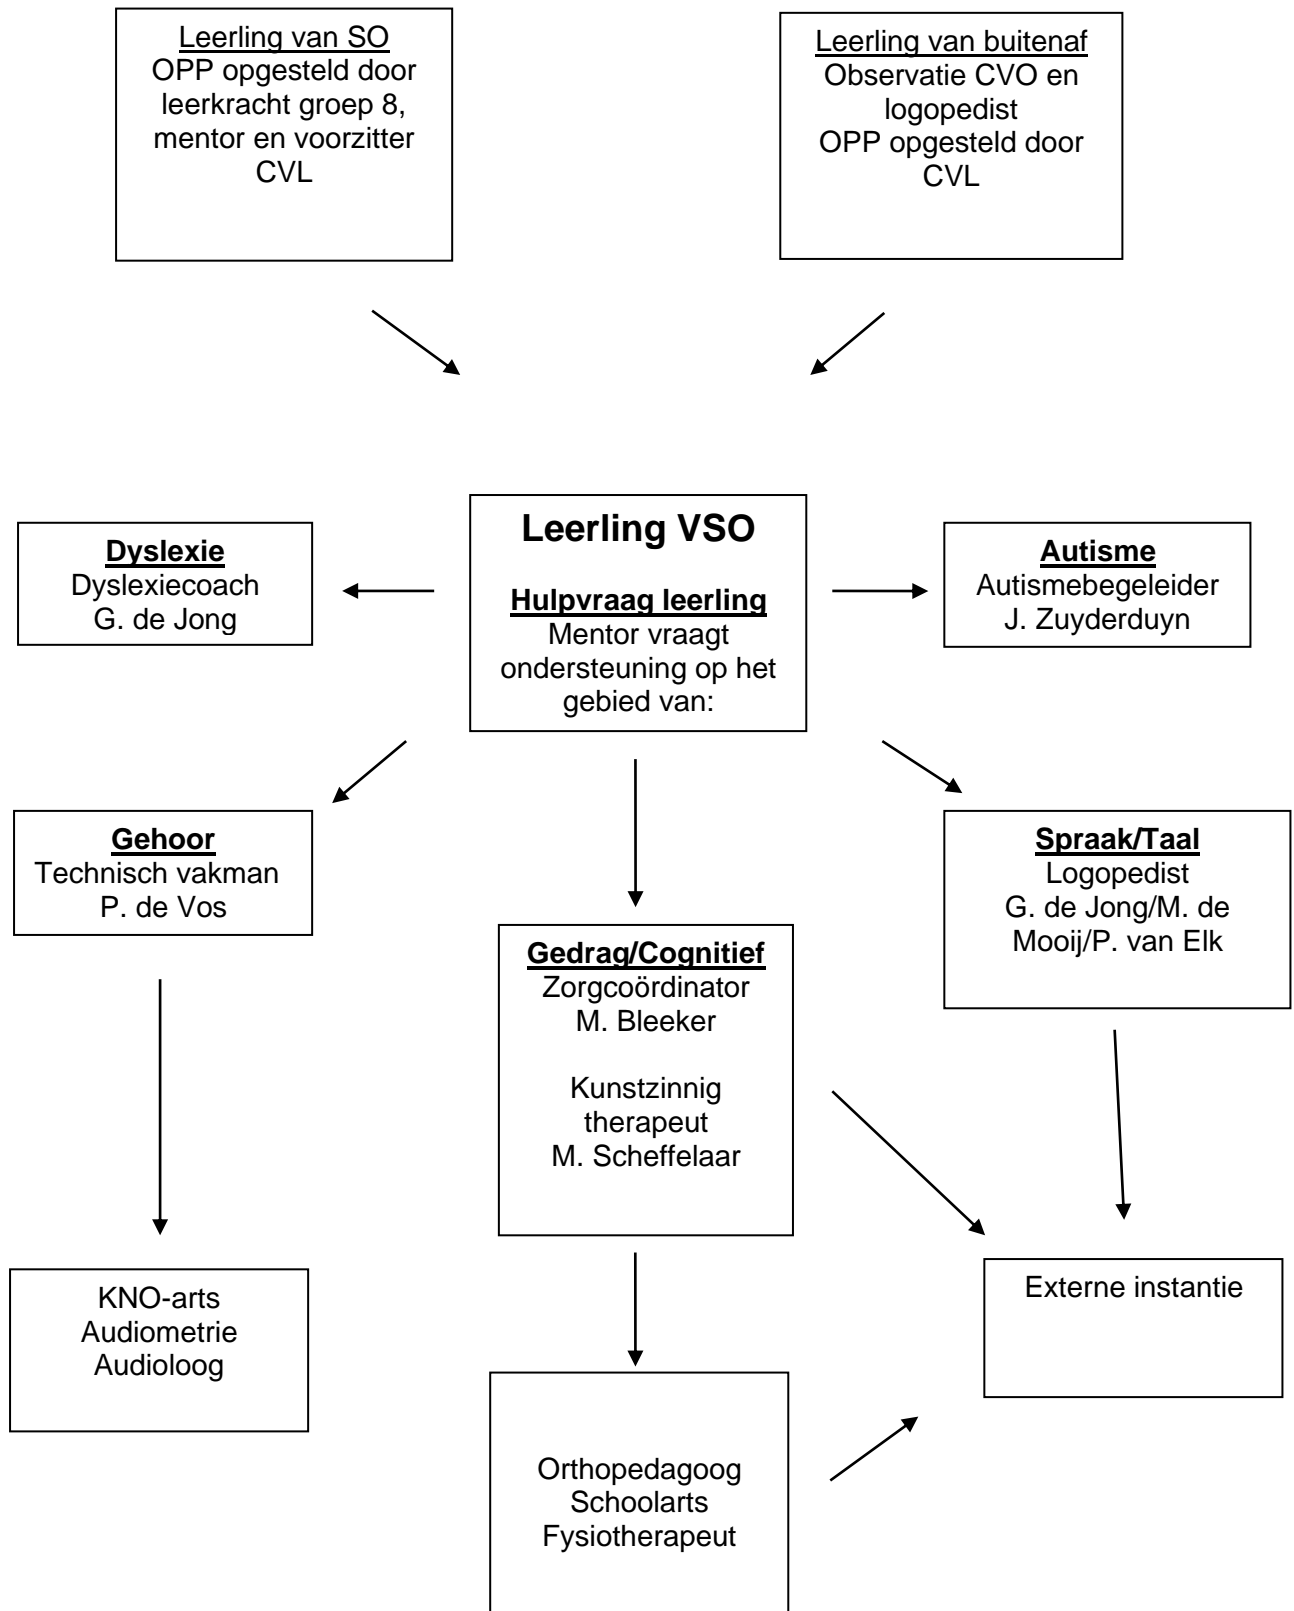 Leerling van SO
OPP opgesteld door
leerkracht groep 8,
mentor en voorzitter
CVL
Leerling van buitenaf
Observatie CVO en
logopedist
OPP opgesteld door
CVL
Dyslexie
Dyslexiecoach
G. de Jong
Leerling VSO
Hulpvraag leerling
Mentor vraagt
ondersteuning op het
gebied van:
Autisme
Autismebegeleider
J. Zuyderduyn
Gehoor
Technisch vakman
P. de Vos
Gedrag/Cognitief
Zorgcoördinator
M. Bleeker
Kunstzinnig
therapeut
M. Scheffelaar
Spraak/Taal
Logopedist
G. de Jong/M. de
Mooij/P. van Elk
KNO-arts
Audiometrie
Audioloog
Orthopedagoog
Schoolarts
Fysiotherapeut
Externe instantie